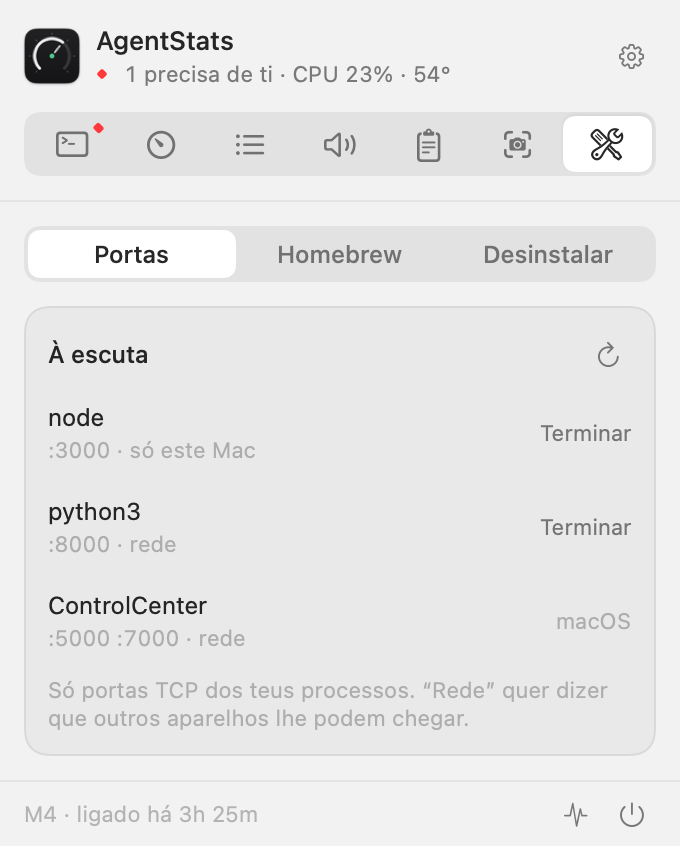 AgentStats
1 precisa de ti · CPU 23% · 54°
Portas
Homebrew
Desinstalar
À escuta
node
:3000 · só este Mac
Terminar
python3
:8000 · rede
Terminar
ControlCenter
:5000 :7000 · rede
macOS
Só portas TCP dos teus processos. “Rede” quer dizer
que outros aparelhos lhe podem chegar.
M4 · ligado há 3h 25m